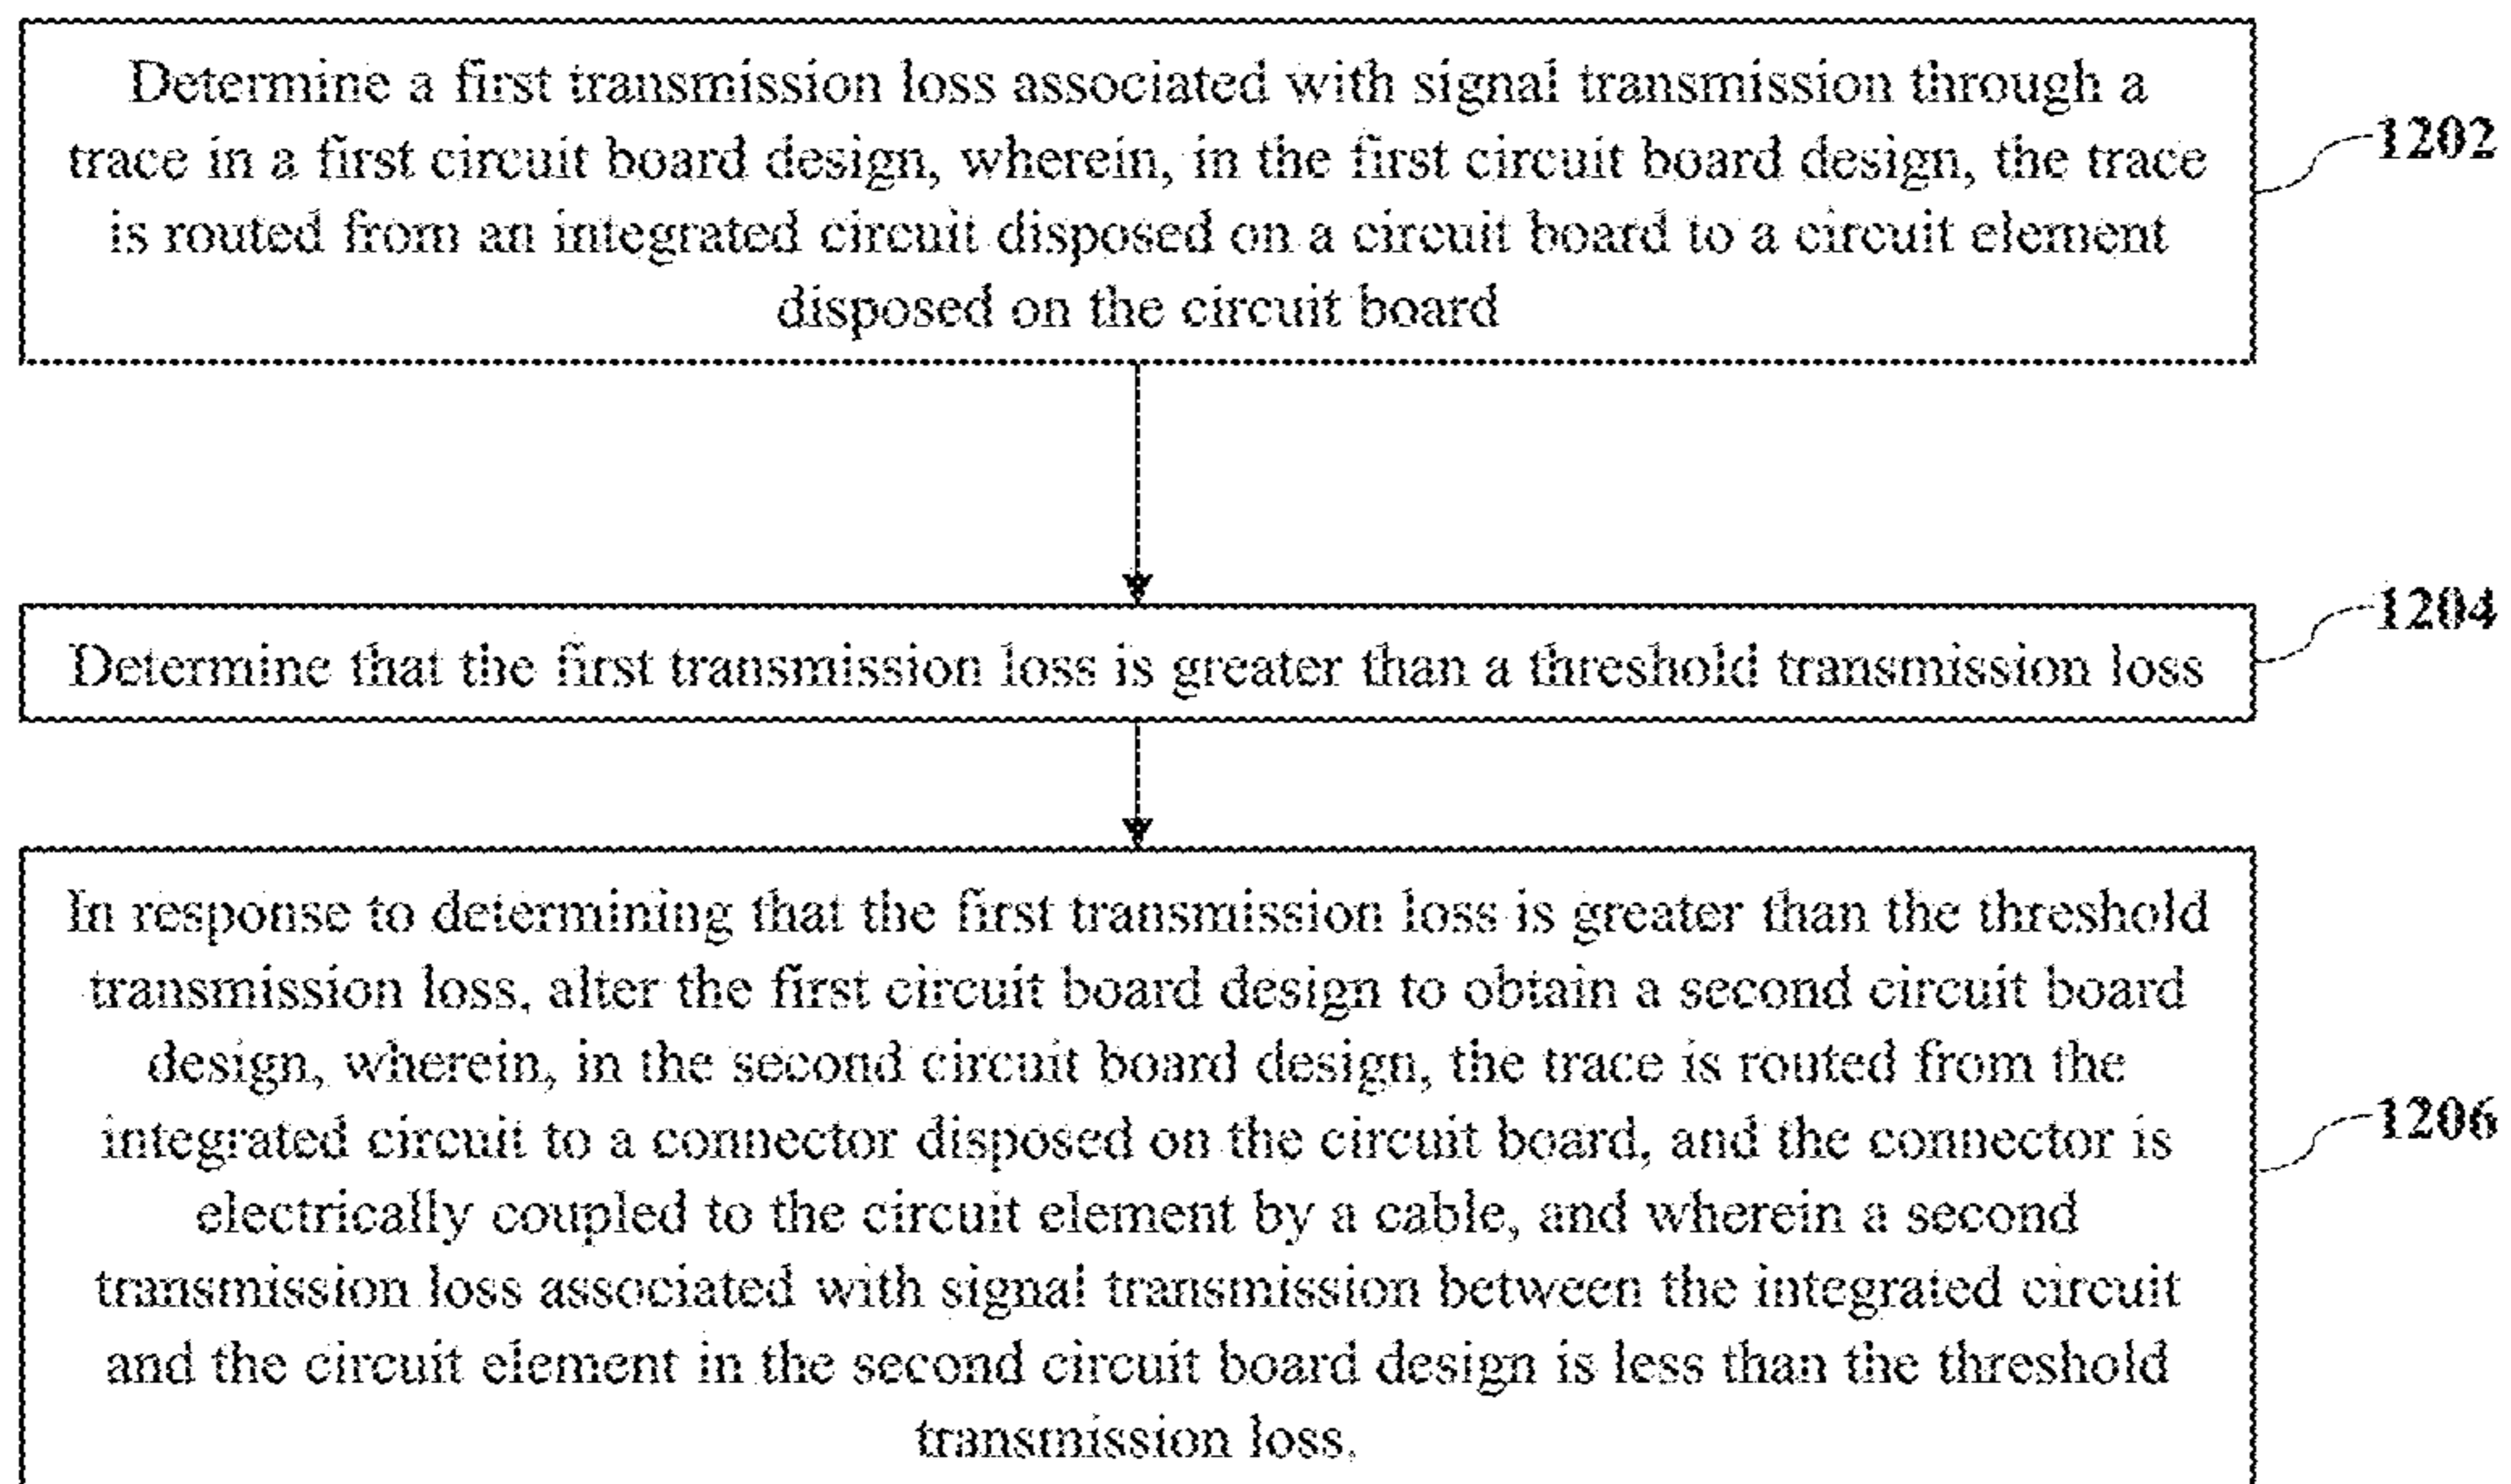 Determine a first transmission loss associated with signal transmission through a
trace in a first circuit board design, wherein, in the first circuit board design, the trace
is routed from an integrated circuit disposed on a circuit board to a circuit element
disposed on the circuit board
1202
Determine that the first transmission loss is greater than a threshold transmission loss
1204
In response to determining that the first transmission loss is greater than the threshold
transmission loss, alter the first circuit board design to obtain a second circuit board
design, wherein, in the second circuit board design, the trace is routed from the
integrated circuit to a connector disposed on the circuit board, and the connector is
electrically coupled to the circuit element by a cable, and wherein a second
transmission loss associated with signal transmission between the integrated circuit
and the circuit element in the second circuit board design is less than the threshold
transmission loss.
1206